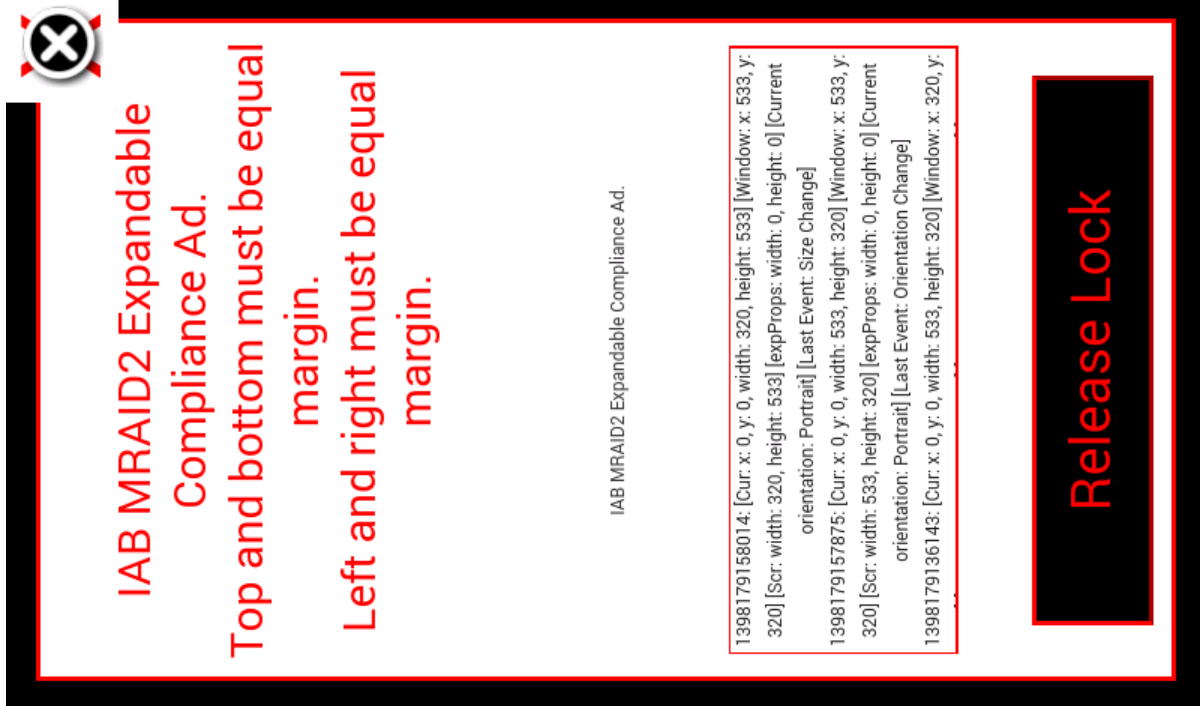 IAB MRAID2 Expandable
Compliance Ad.
Top and bottom must be equal
margin.
Left and right must be equal
margin.
IAB MRAID2 Expandable Compliance Ad.
1398179158014: [Cur: x: 0, y: 0, width: 320, height: 533] [Window: x: 533, y:
320] [Scr: width: 320, height: 533] [expProps: width: 0, height: 0] [Current
orientation: Portrait] [Last Event: Size Change]
1398179157875: [Cur: x: 0, y: 0, width: 533, height: 320] [Window: x: 533, y:
320] [Scr: width: 533, height: 320] [expProps: width: 0, height: 0] [Current
orientation: Portrait] [Last Event: Orientation Change]
1398179136143: [Cur: x: 0, y: 0, width: 533, height: 320] [Window: x: 320, y:
Release Lock